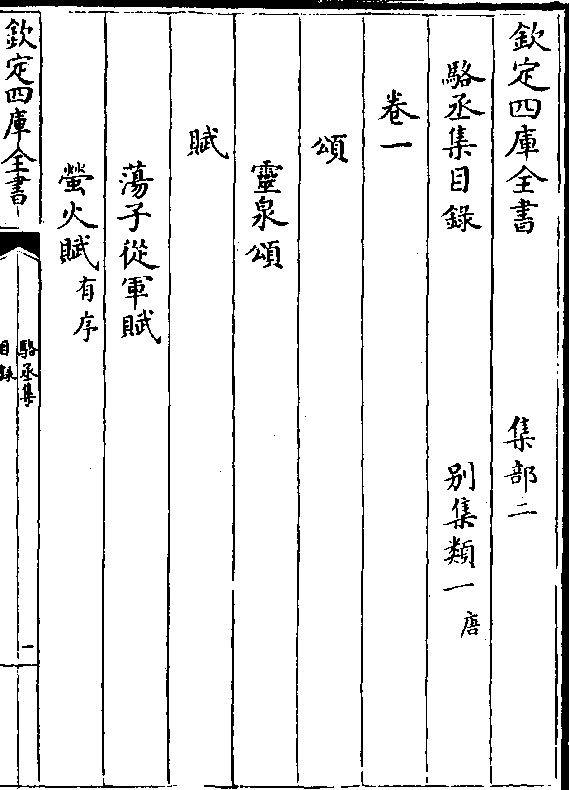 欽定四庫全書　集部二
駱丞集目錄　别集類一 唐
卷一
頌
靈泉頌
賦
蕩子從軍賦
螢火賦 有序
欽定四庫全書
駱丞集
目錄
一